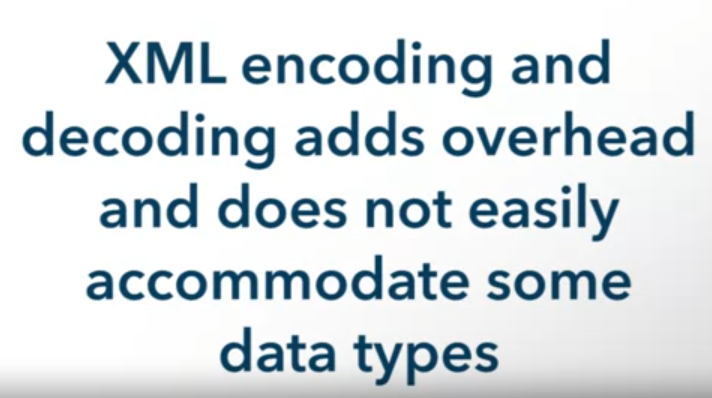 XML encoding and
decoding adds overhead
and does not easily
accommodate some
data types